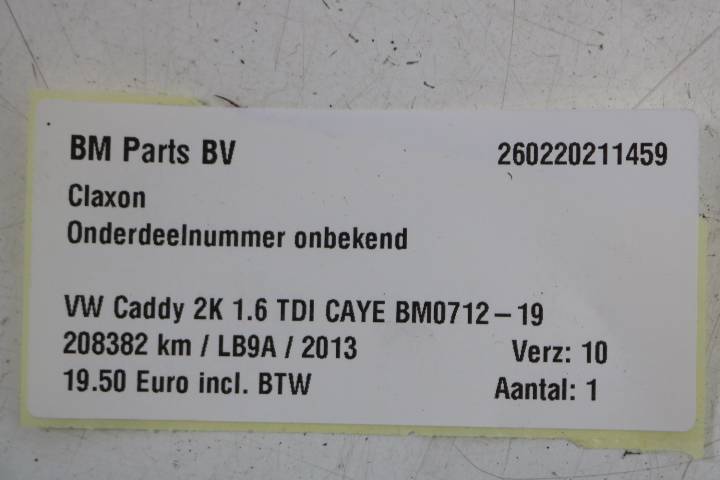 BM Parts BV 260220211459
Claxon
Onderdeelnummer onbekend
VW Caddy 2K 1.6 TDI CAYE BM0712-19
208382 km / LB9A / 2013 Verz: 10
19.50 Euro incl. BTW Aantal: 1